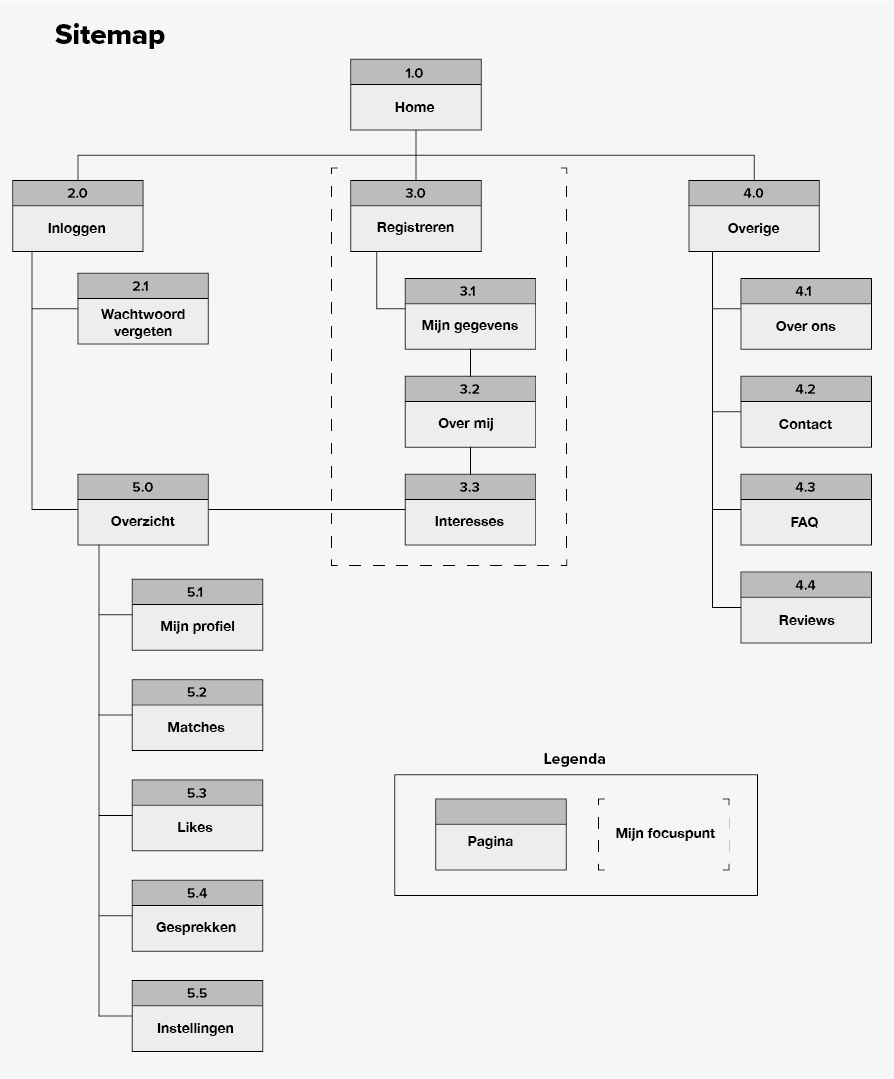 Sitemap
1.0
Home
2.0
Inloggen
2.1
Wachtwoord
vergeten
3.0
Registreren
3.1
Mijn gegevens
3.2
Over mij
3.3
Interesses
4.0
Overige
4.1
Over ons
4.2
Contact
4.3
FAQ
4.4
Reviews
5.0
Overzicht
5.1
Mijn profiel
5.2
Matches
5.3
Likes
5.4
Gesprekken
5.5
Instellingen
Legenda
Pagina
Mijn focuspunt